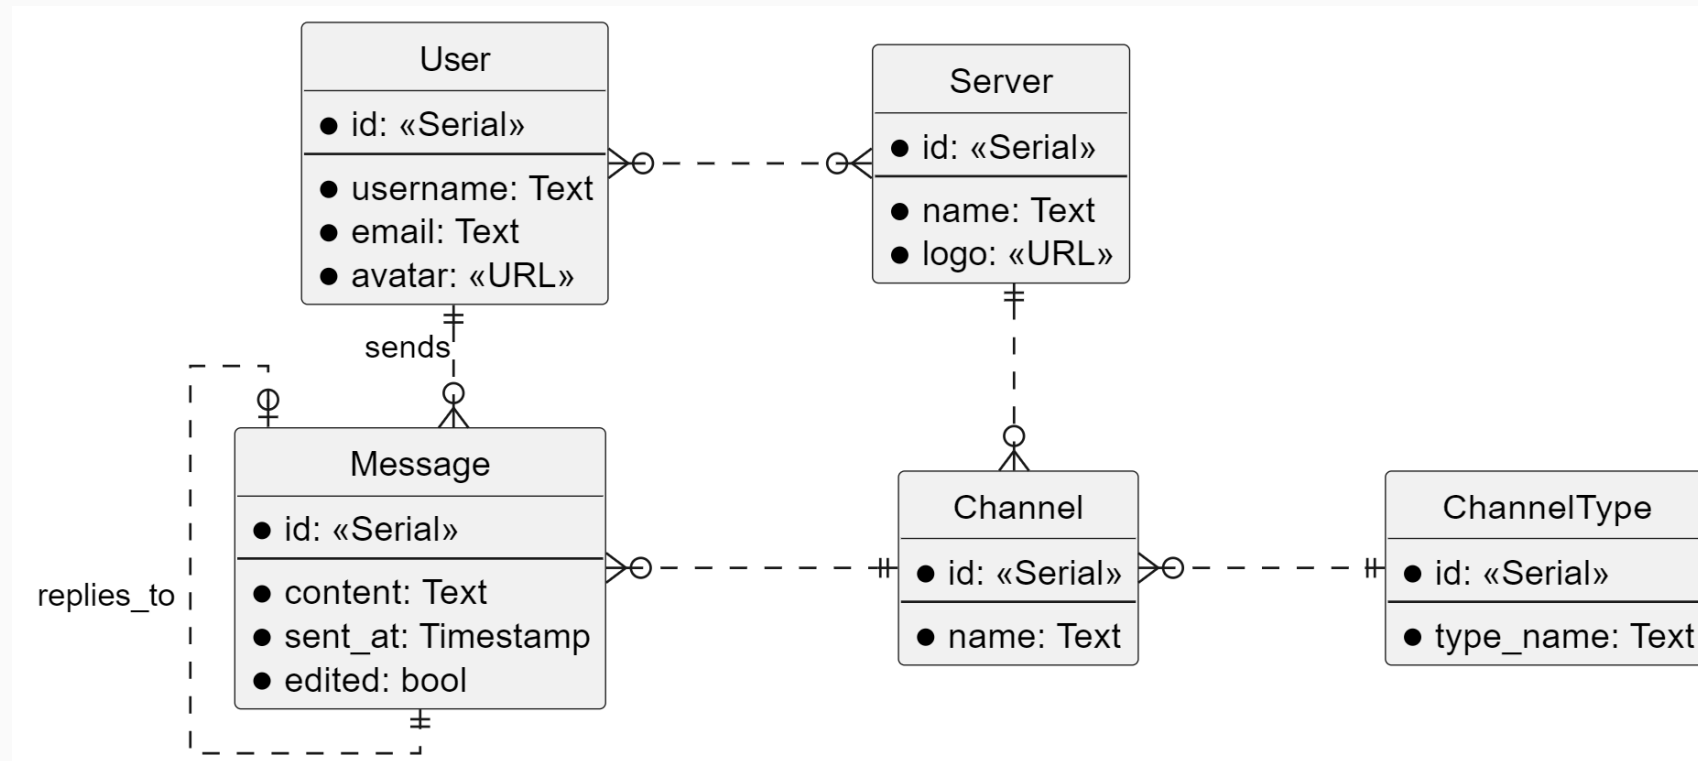 User
id: «Serial»
username: Text
email: Text
avatar: «URL»
Server
id: «Serial»
name: Text
logo: «URL»
sends
replies_to
Message
id: «Serial»
content: Text
sent_at: Timestamp
edited: bool
Channel
id: «Serial»
name: Text
ChannelType
id: «Serial»
type_name: Text